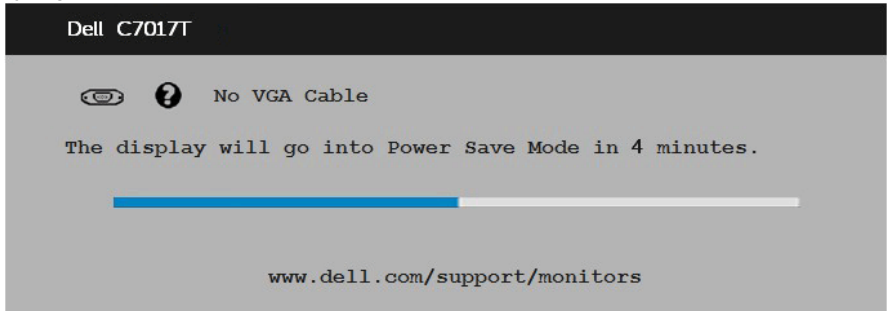 Dell C7017T
No VGA Cable
The display will go into Power Save Mode in 4 minutes.
www.dell.com/support/monitors